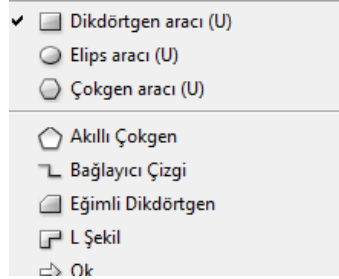 Dikdörtgen aracı (U)
Elips aracı (U)
Çokgen aracı (U)
Akıllı Çokgen
Bağlayıcı Çizgi
Eğimli Dikdörtgen
L Şekil
Ok